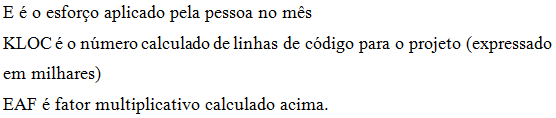 E é o esforço aplicado pela pessoa no mês
KLOC é o número calculado de linhas de código para o projeto (expressado
em milhares)
EAF é fator multiplicativo calculado acima.